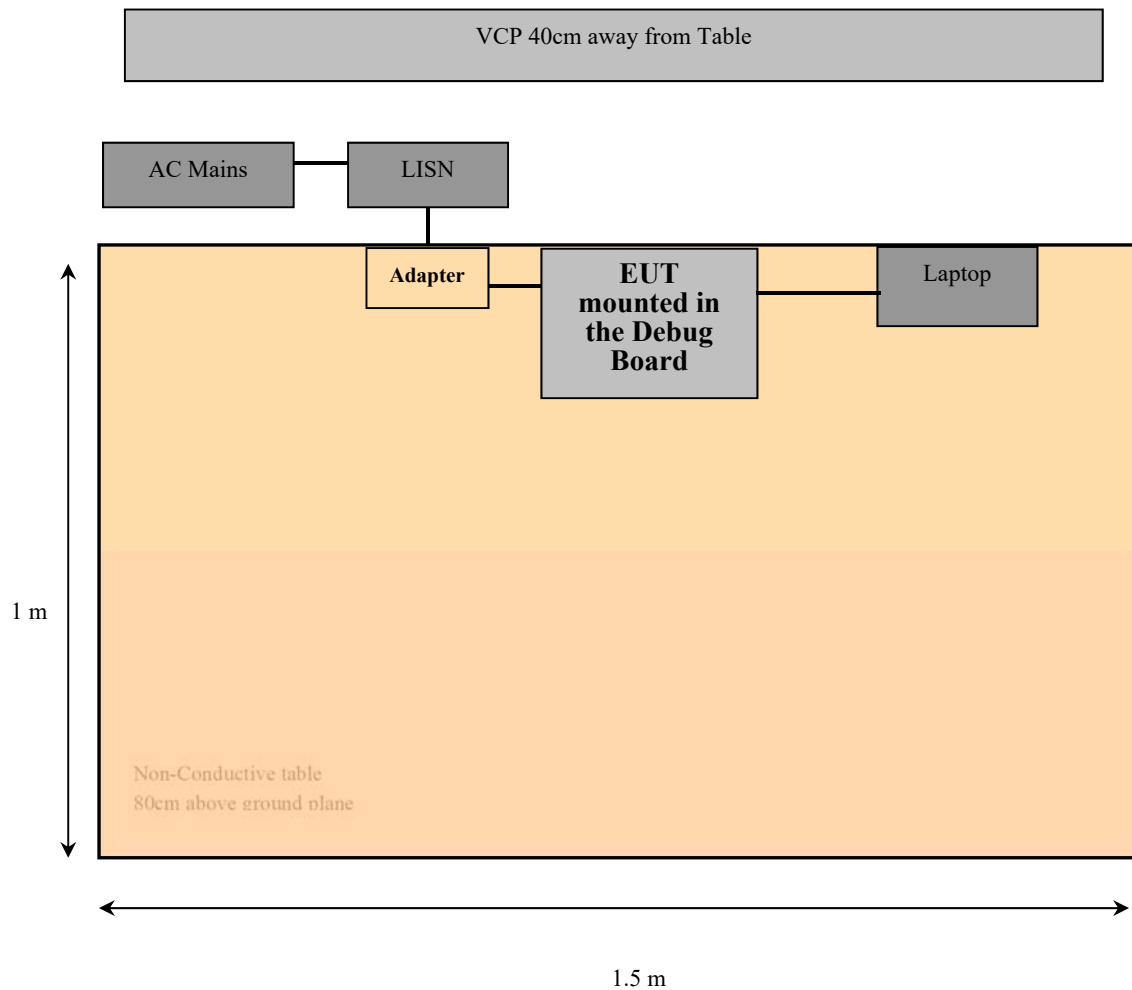 VCP 40cm away from Table
AC Mains
LISN
Adapter
EUT
mounted in
the Debug
Board
Laptop
1 m
Non-Conductive table
80cm above ground plane
1.5 m